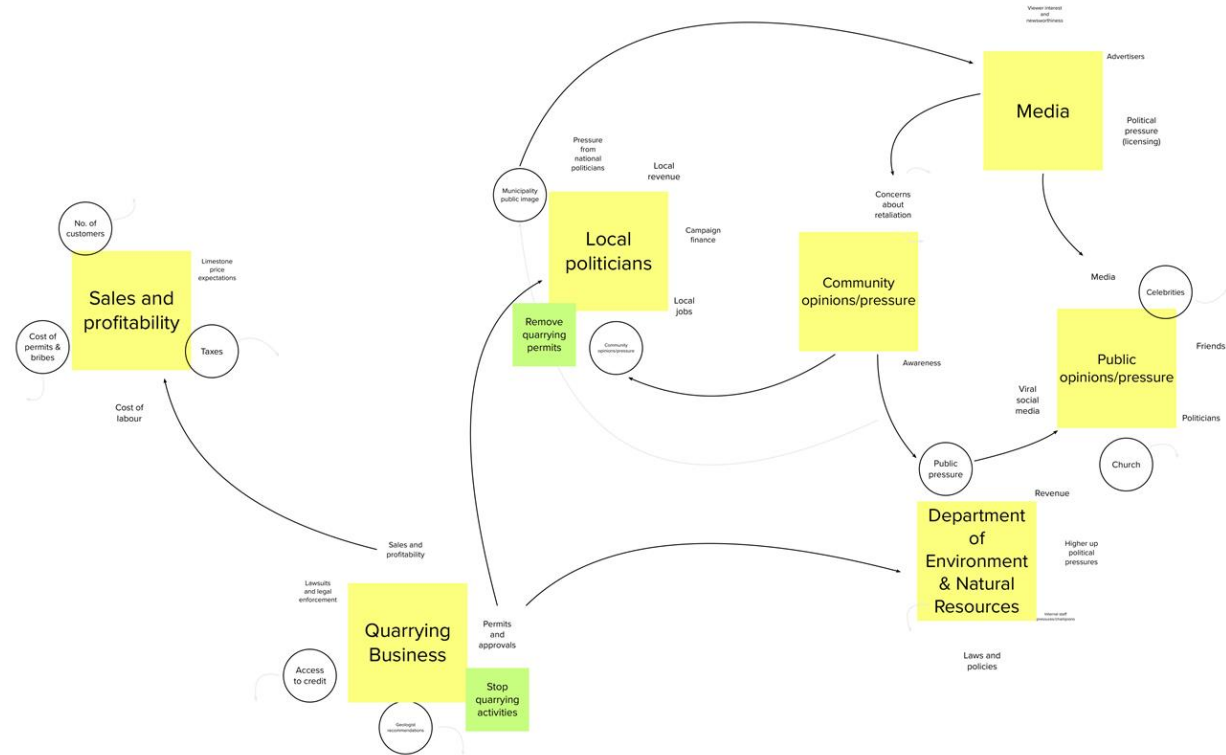 Viewer interest
and
newsworthiness
Advertisers
Media
Political
pressure
(licensing)
Pressure
from
national
politicians
Local
revenue
Municipality
public image
Local
politicians
Campaign
finance
Local
jobs
Remove
quarrying
permits
Community
opinions/pressure
Concerns
about
retaliation
Community
opinions/pressure
Awareness
Media
Celebrities
Public
opinions/pressure
Friends
Viral
social
media
Politicians
Church
Public
pressure
Revenue
Department
of
Environment
& Natural
Resources
Higher up
political
pressures
Internal staff
pressures/champions
Laws and
policies
No. of
customers
Limestone
price
expectations
Sales and
profitability
Cost of
permits &
bribes
Taxes
Cost of
labour
Sales and
profitability
Lawsuits
and legal
enforcement
Quarrying
Business
Permits
and
approvals
Access
to credit
Stop
quarrying
activities
Geologist
recommendations